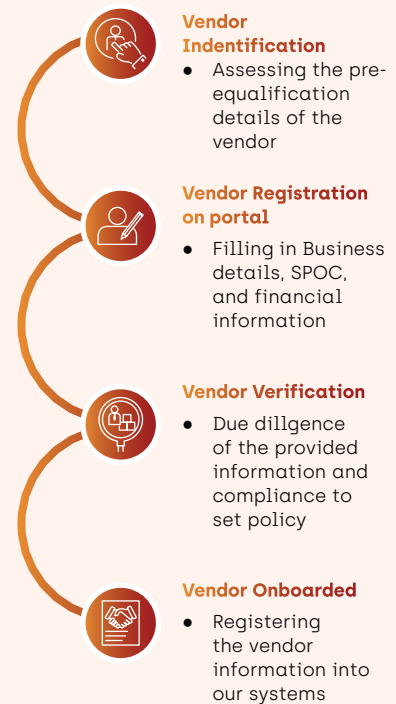 Vendor
Indentification
● Assessing the pre-
equalification
details of the
vendor
Vendor Registration
on portal
● Filling in Business
details, SPOC,
and financial
information
Vendor Verification
● Due dillgence
of the provided
information and
compliance to
set policy
Vendor Onboarded
● Registering
the vendor
information into
our systems